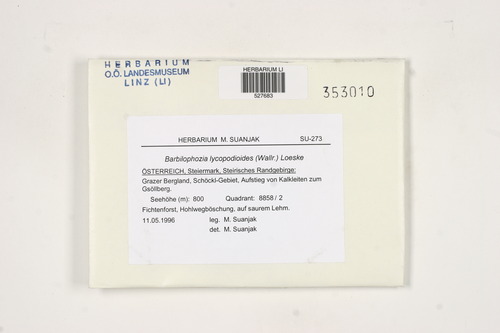 HERBARIUM
O.Ö. LANDESMUSEUM
LINZ (LI)
HERBARIUM LI
527683
353010
HERBARIUM M. SUANJAK SU-273
Barbilophozia lycopodioides (Wallr.) Loeske
ÖSTERREICH, Steiermark, Steirisches Randgebirge:
Grazer Bergland, Schöckl-Gebiet, Aufstieg von Kalkleiten zum
Gsöllberg.
Seehöhe (m): 800 Quadrant: 8858 / 2
Fichtenforst, Hohlwegböschung, auf saurem Lehm.
11.05.1996 leg. M. Suanjak
det. M. Suanjak